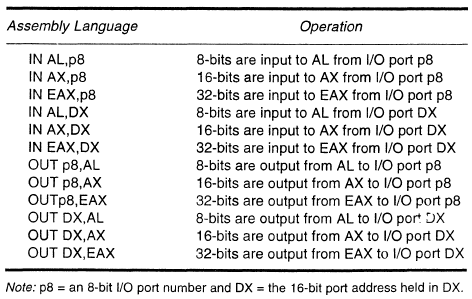 Assembly Language Operation
IN AL,p8 8-bits are input to AL from I/O port p8
IN AX,p8 16-bits are input to AX from I/O port p8
IN EAX,p8 32-bits are input to EAX from I/O port p8
IN AL,DX 8-bits are input to AL from I/O port DX
IN AX,DX 16-bits are input to AX from I/O port DX
IN EAX,DX 32-bits are input to EAX from I/O port DX
OUT p8,AL 8-bits are output from AL to I/O port p8
OUT p8,AX 16-bits are output from AX to I/O port p8
OUTp8,EAX 32-bits are output from EAX to I/O port p8
OUT DX,AL 8-bits are output from AL to I/O port DX
OUT DX,AX 16-bits are output from AX to I/O port DX
OUT DX,EAX 32-bits are output from EAX to I/O port DX
Note: p8 = an 8-bit I/O port number and DX = the 16-bit port address held in DX.